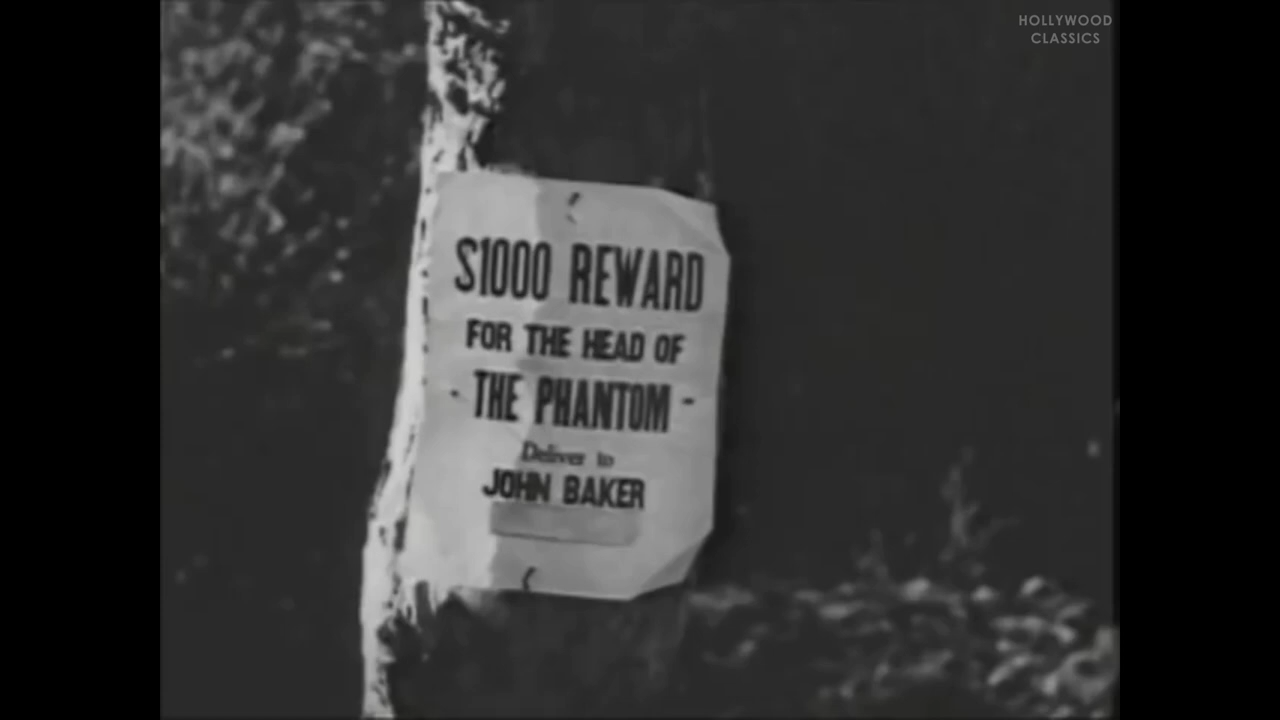 HOLLYWOOD
CLASSICS
$1000 REWARD
FOR THE HEAD OF
- THE PHANTOM -
Deliver to
JOHN BAKER